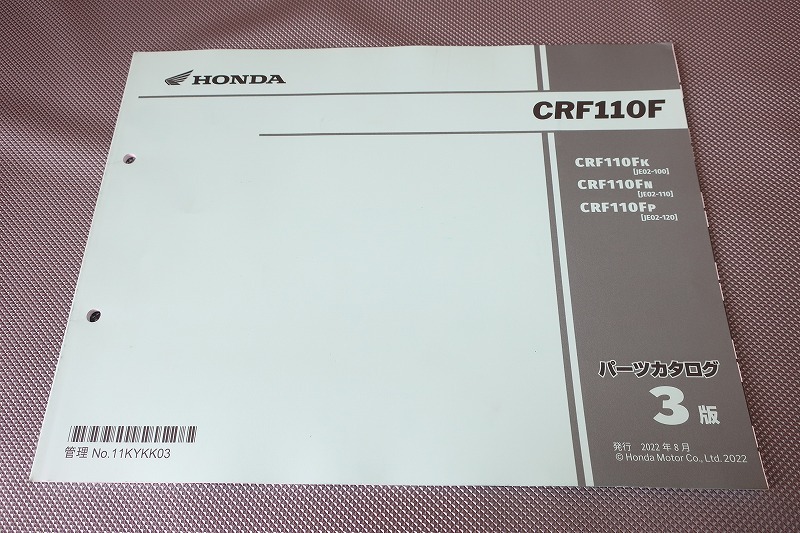 HONDA
CRF110F
CRF110FK
[JE02-100]
CRF110FN
[JE02-110]
CRF110FP
[JE02-120]
パーツカタログ
3版
発行 2022年8月
© Honda Motor Co., Ltd. 2022
管理 No.11KYKK03